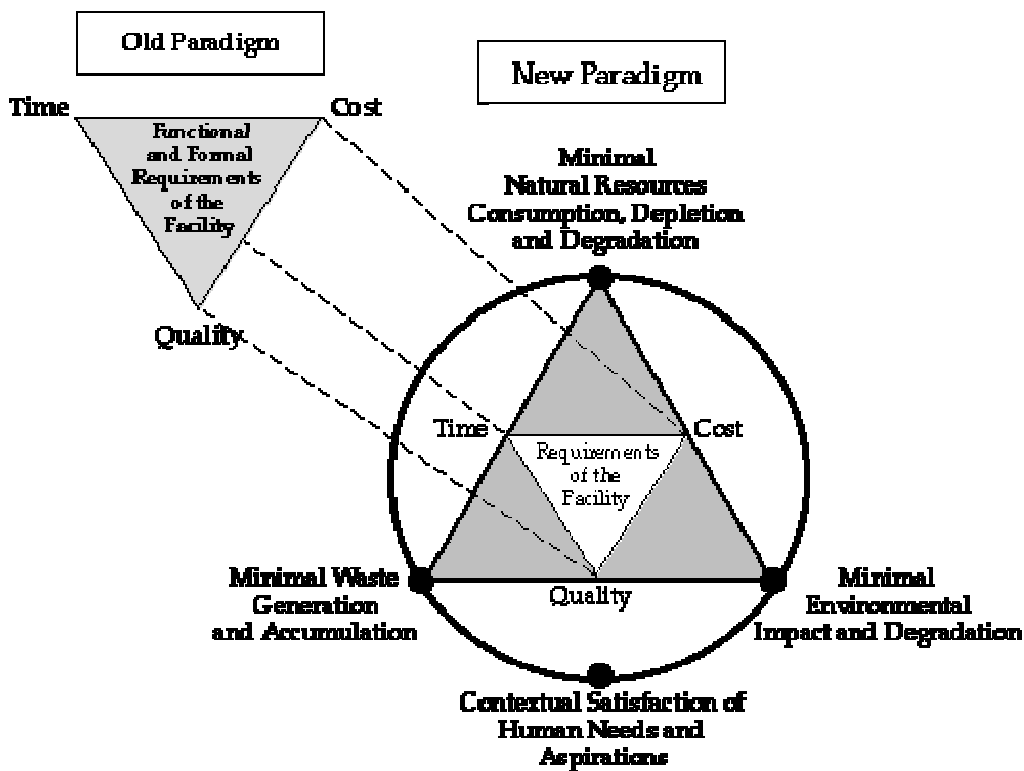 Old Paradigm
New Paradigm
Time
Cost
Functional
and Formal
Requirements
of the
Facility
Quality
Minimal
Natural Resources
Consumption, Depletion
and Degradation
Time
Cost
Requirements
of the
Facility
Quality
Minimal Waste
Generation
and Accumulation
Minimal
Environmental
Impact and Degradation
Contextual Satisfaction of
Human Needs and
Aspirations